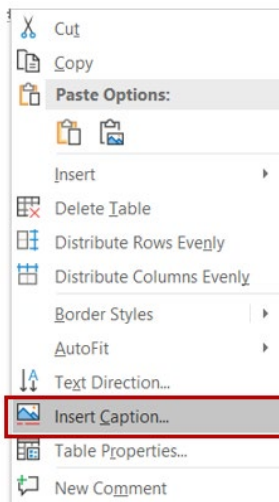 Cut
Copy
Paste Options:
Insert
Delete Table
Distribute Rows Evenly
Distribute Columns Evenly
Border Styles
AutoFit
Text Direction...
Insert Caption...
Table Properties...
New Comment